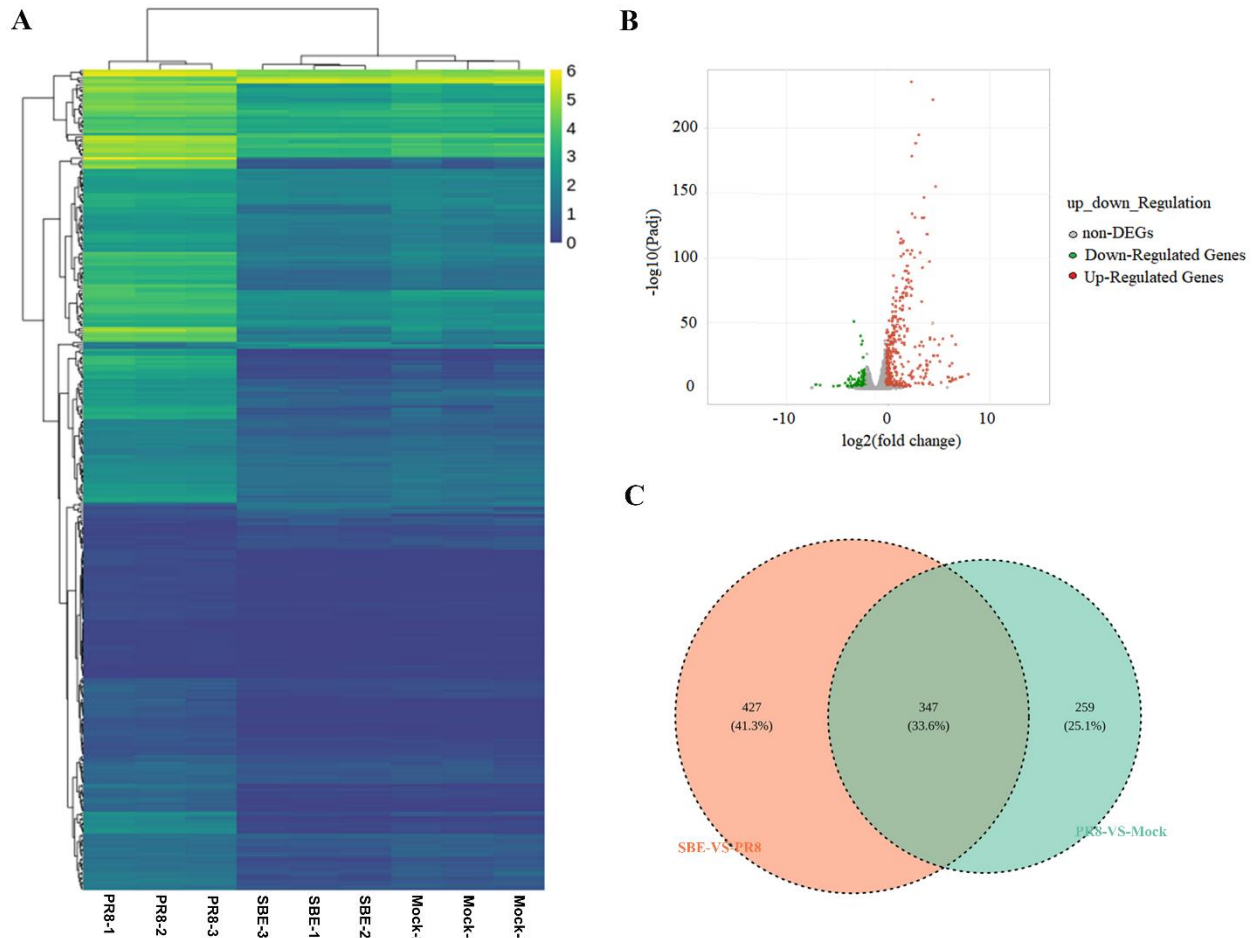 A
6
5
4
3
2
1
0
PR8-1
PR8-2
PR8-3
SBE-3
SBE-1
SBE-2
Mock-
Mock-
Mock-
B
200
150
100
50
0
-log10(Padj)
-10
0
10
log2(fold change)
up_down_Regulation
non-DEGs
Down-Regulated Genes
Up-Regulated Genes
C
427
(41.3%)
347
(33.6%)
259
(25.1%)
SBE-VS-PR8
PR8-VS-Mock